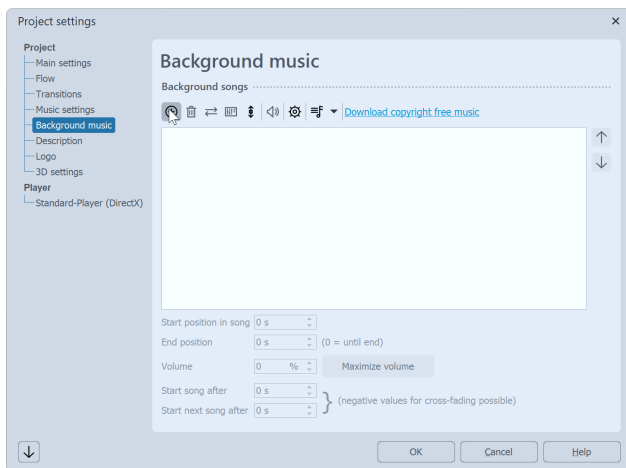 Project settings
Project
Main settings
Flow
Transitions
Music settings
Background music
Description
Logo
3D settings
Player
Standard-Player (DirectX)
Background music
Background songs
Download copyright free music
Start position in song 0 s
End position 0 s (0 = until end)
Volume 0 % Maximize volume
Start song after 0 s
(negative values for cross-fading possible)
Start next song after 0 s
OK Cancel Help